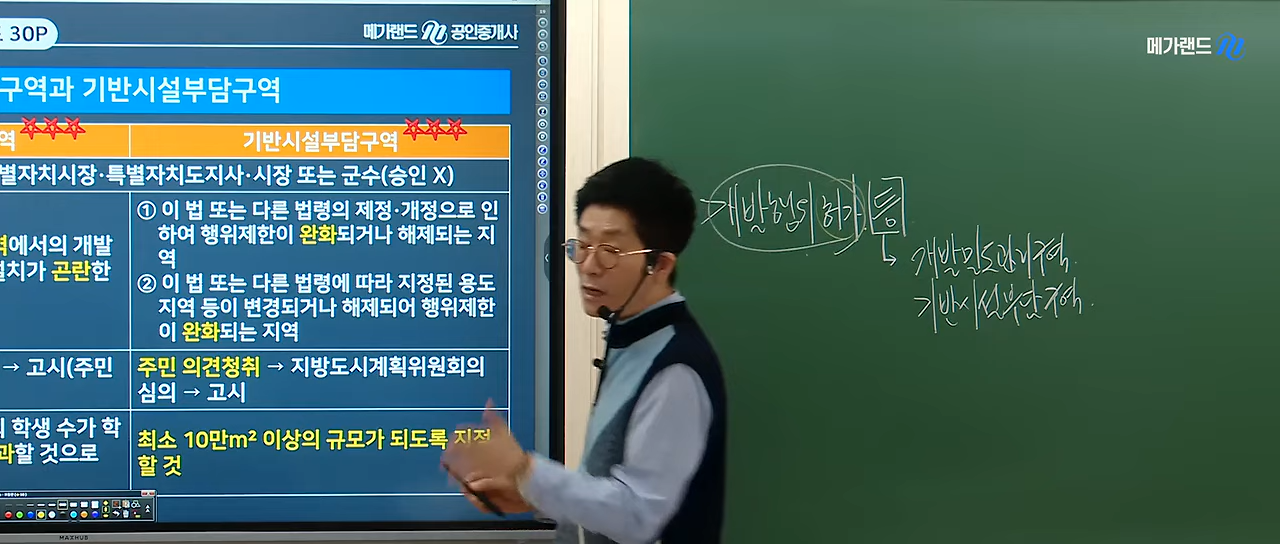 30P
메가랜드 공인중개사
구역과 기반시설부담구역
역
기반시설부담구역
별자치시장·특별자치도지사·시장 또는 군수(승인 X)
역에서의 개발
설치가 곤란한
① 이 법 또는 다른 법령의 제정·개정으로 인
하여 행위제한이 완화되거나 해제되는 지
역
② 이 법 또는 다른 법령에 따라 지정된 용도
지역 등이 변경되거나 해제되어 행위제한
이 완화되는 지역
→ 고시(주민
주민 의견청취 → 지방도시계획위원회의
심의 → 고시
학생 수가 학
과할 것으로
최소 10만m² 이상의 규모가 되도록 지정
할 것
MAXHUB
개발행위허가 등
개발밀도관리구역
기반시설부담구역
메가랜드